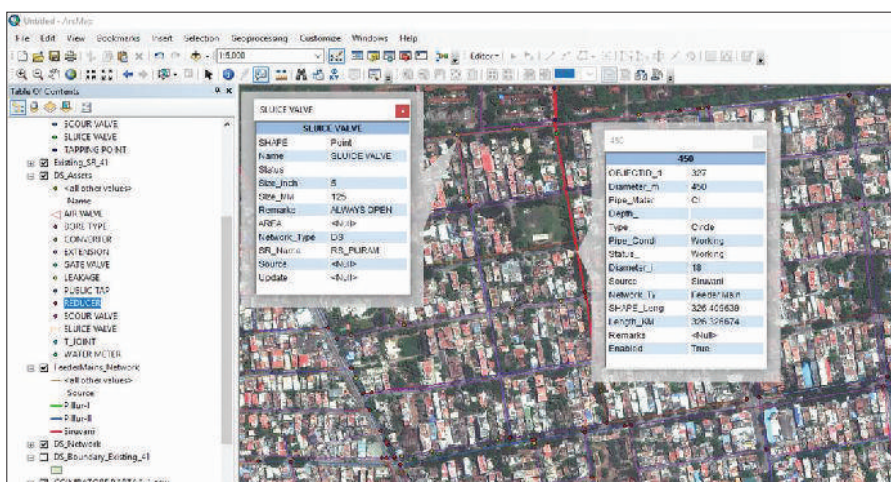 Untitled - ArcMap
File Edit View Bookmarks Insert Selection Geoprocessing Customize Windows Help
1:5,000
Editor
Table Of Contents
SCOUR VALVE
SLUICE VALVE
TAPPING POINT
Existing_SR_41
DS_Assets
<all other values>
Name
AIR VALVE
BORE TYPE
CONVERTOR
EXTENSION
GATE VALVE
LEAKAGE
PUBLIC TAP
REDUCER
SCOUR VALVE
SLUICE VALVE
T_JOINT
WATER METER
FeederMains_Network
<all other values>
Source
Pillur-I
Pillur-II
Siruvani
DS_Network
DS_Boundary_Existing_41
SLUICE VALVE
SLUICE VALVE
SHAPE Point
Name SLUICE VALVE
Status
Size_Inch 5
Size_MM 125
Remarks ALWAYS OPEN
AREA <Null>
Network_Type DS
SR_Name RS_PURAM
Source <Null>
Update <Null>
450
450
OBJECTID_1 327
Diameter_m 450
Pipe_Mater CI
Depth_
Type Circle
Pipe_Condi Working
Status_ Working
Diameter_i 18
Source Siruvani
Network_Ty Feeder Main
SHAPE_Leng
Length_KM
Remarks <Null>
Enabled True